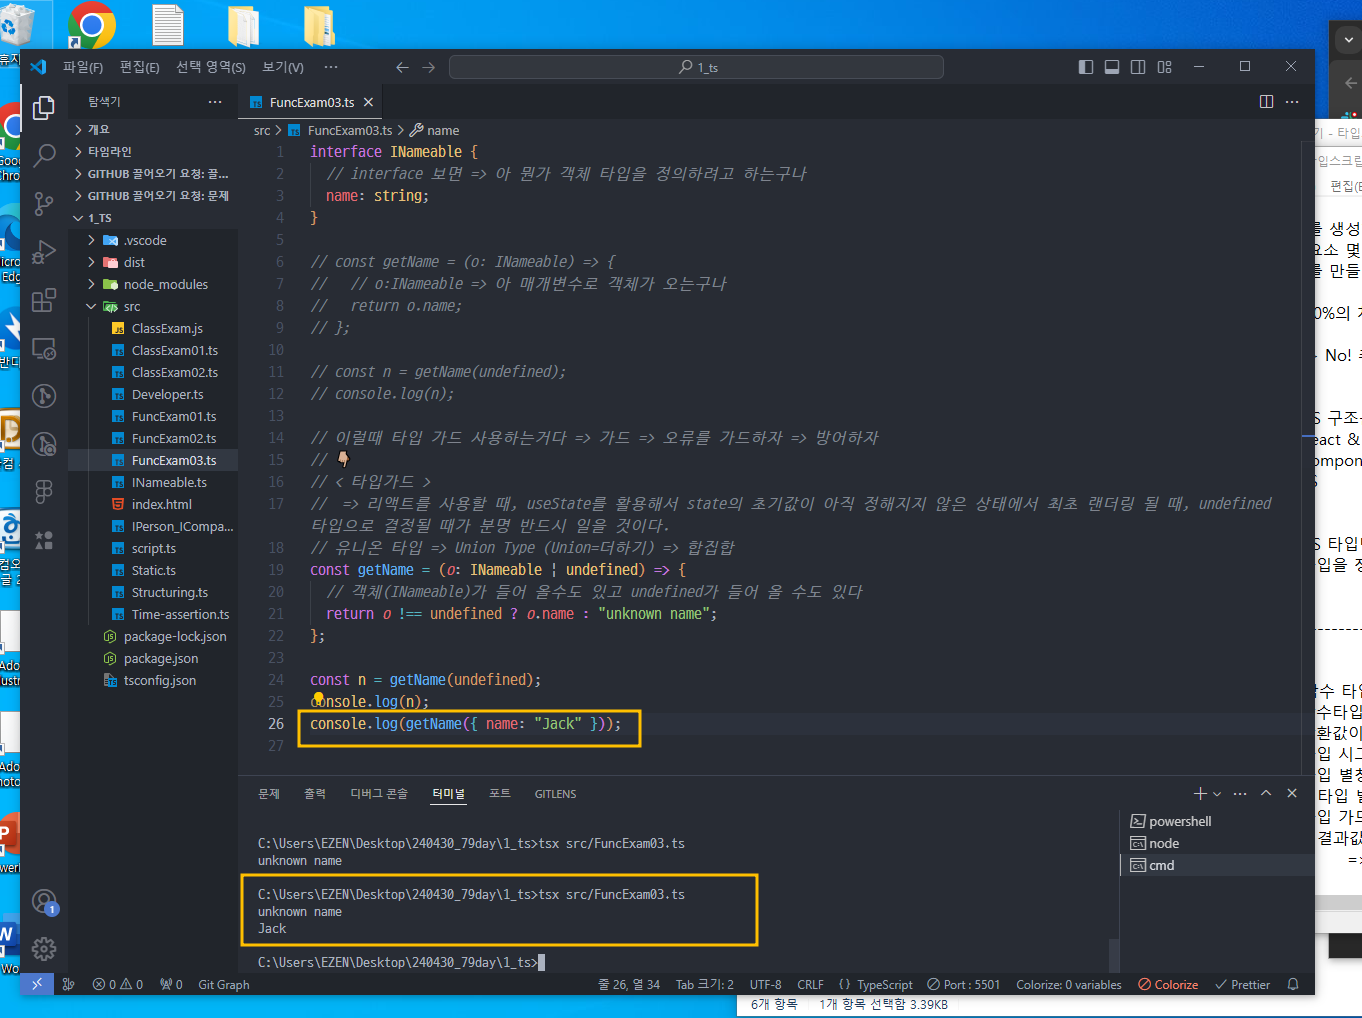 파일(F) 편집(E) 선택 영역(S) 보기(V) ··· 1_ts
탐색기 ···
FuncExam03.ts
개요
타임라인
GITHUB 끌어오기 요청: 끌...
GITHUB 끌어오기 요청: 문제
1_TS
.vscode
dist
node_modules
src
ClassExam.js
ClassExam01.ts
ClassExam02.ts
Developer.ts
FuncExam01.ts
FuncExam02.ts
FuncExam03.ts
INameable.ts
index.html
IPerson_ICompa...
script.ts
Static.ts
Structuring.ts
Time-assertion.ts
package-lock.json
package.json
tsconfig.json
src > FuncExam03.ts > name
1 interface INameable {
2 // interface 보면 => 아 뭔가 객체 타입을 정의하려고 하는구나
3 name: string;
4 }
5
6 // const getName = (o: INameable) => {
7 //   // o:INameable => 아 매개변수로 객체가 오는구나
8 //   return o.name;
9 // };
10
11 // const n = getName(undefined);
12 // console.log(n);
13
14 // 이럴때 타입 가드 사용하는거다 => 가드 => 오류를 가드하자 => 방어하자
15 // 👇🏽
16 // < 타입가드 >
17 //  => 리액트를 사용할 때, useState를 활용해서 state의 초기값이 아직 정해지지 않은 상태에서 최초 랜더링 될 때, undefined
타입으로 결정될 때가 분명 반드시 일을 것이다.
18 // 유니온 타입 => Union Type (Union=더하기) => 합집합
19 const getName = (o: INameable | undefined) => {
20 // 객체(INameable)가 들어 올수도 있고 undefined가 들어 올 수도 있다
21 return o !== undefined ? o.name : "unknown name";
22 };
23
24 const n = getName(undefined);
25 console.log(n);
26 console.log(getName({ name: "Jack" }));
27
문제 출력 디버그 콘솔 터미널 포트 GITLENS
C:\Users\EZEN\Desktop\240430_79day\1_ts>tsx src/FuncExam03.ts
unknown name
C:\Users\EZEN\Desktop\240430_79day\1_ts>tsx src/FuncExam03.ts
unknown name
Jack
C:\Users\EZEN\Desktop\240430_79day\1_ts>
powershell
node
cmd
1
0 0 0 Git Graph 줄 26, 열 34 Tab 크기: 2 UTF-8 CRLF {} TypeScript Port : 5501 Colorize: 0 variables Colorize Prettier
6개 항목 1개 항목 선택함 3.39KB